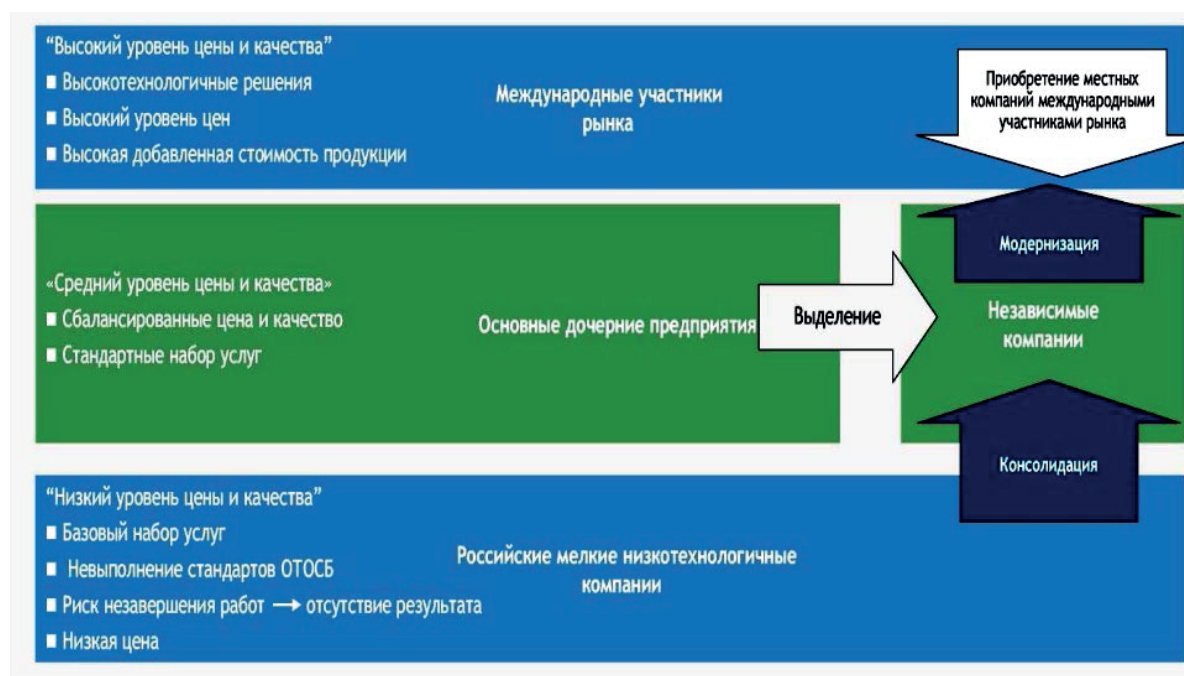 “Высокий уровень цены и качества”
■ Высокотехнологичные решения
■ Высокий уровень цен
■ Высокая добавленная стоимость продукции
Международные участники
рынка
Приобретение местных
компаний международными
участниками рынка
«Средний уровень цены и качества»
■ Сбалансированные цена и качество
■ Стандартные набор услуг
Основные дочерние предприятия
Выделение
Модернизация
Независимые
компании
Консолидация
“Низкий уровень цены и качества”
■ Базовый набор услуг
■ Невыполнение стандартов ОТОСБ
■ Риск незавершения работ → отсутствие результата
■ Низкая цена
Российские мелкие низкотехнологичные
компании